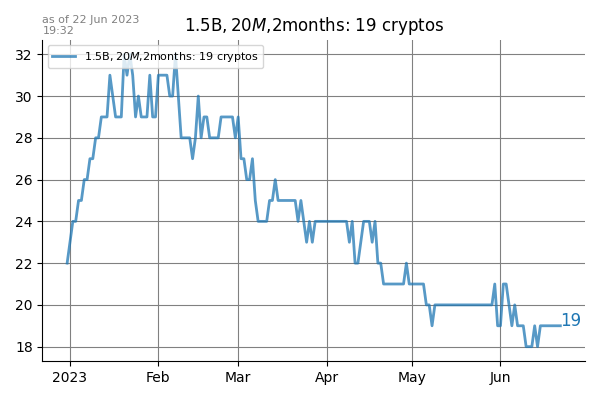 as of 22 Jun 2023
19:32
1.5B, 20M,2months: 19 cryptos
1.5B, 20M,2months: 19 cryptos
32
30
28
26
24
22
20
18
19
2023
Feb
Mar
Apr
May
Jun